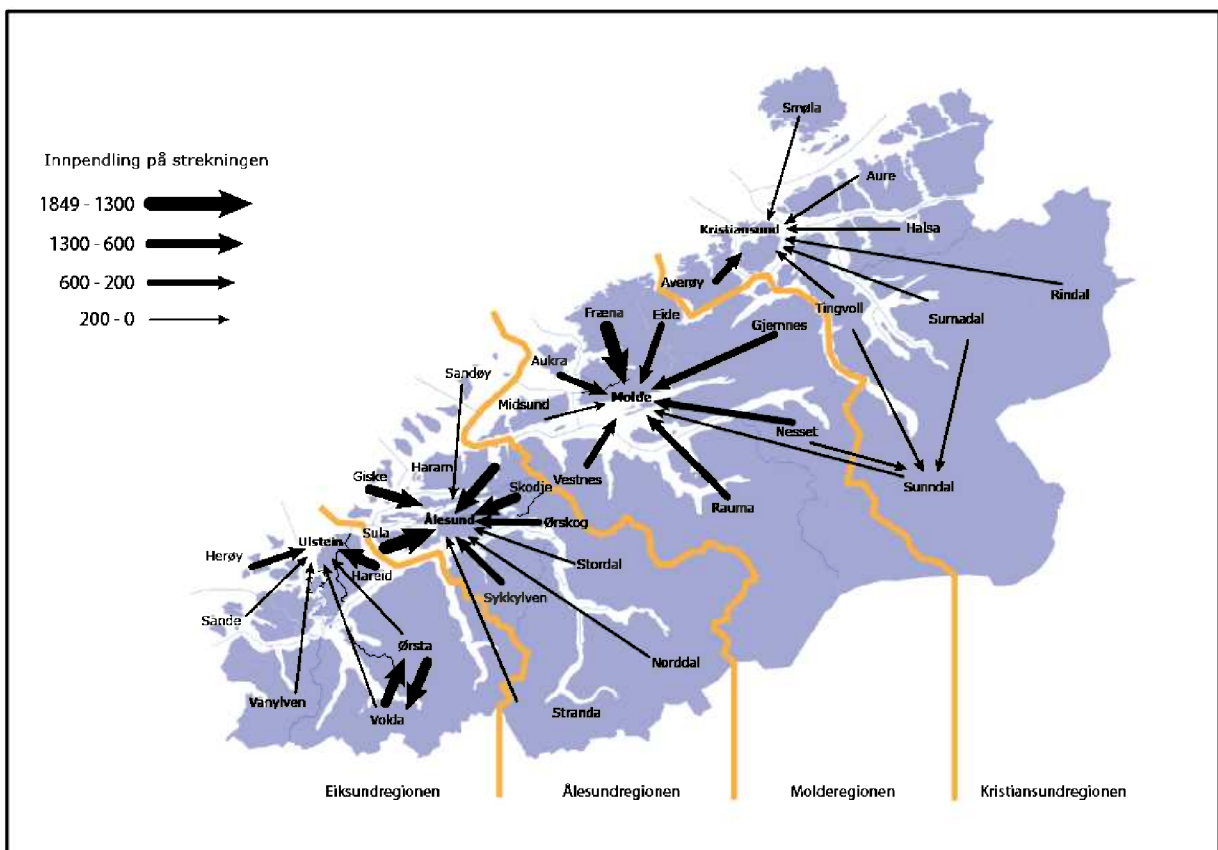 Innpendling på strekningen
1849 - 1300
1300 - 600
600 - 200
200 - 0
Smøla
Aure
Kristiansund
Halsa
Averøy
Rindal
Tingvoll
Surnadal
Fræna
Eide
Gjemnes
Aukra
Sandøy
Molde
Midsund
Nesset
Vestnes
Sunndal
Rauma
Haram
Giske
Skodje
Ålesund
Ørskog
Sula
Ulstein
Herøy
Hareid
Stordal
Sykkylven
Sande
Ørsta
Norddal
Vanylven
Volda
Stranda
Eiksundregionen
Ålesundregionen
Molderegionen
Kristiansundregionen